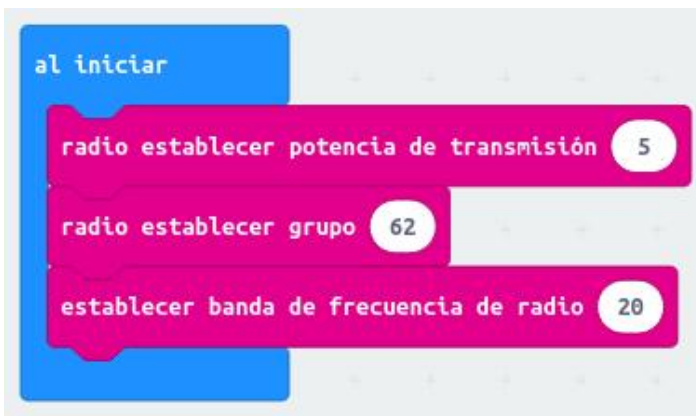 al iniciar
radio establecer potencia de transmisión 5
radio establecer grupo 62
establecer banda de frecuencia de radio 20